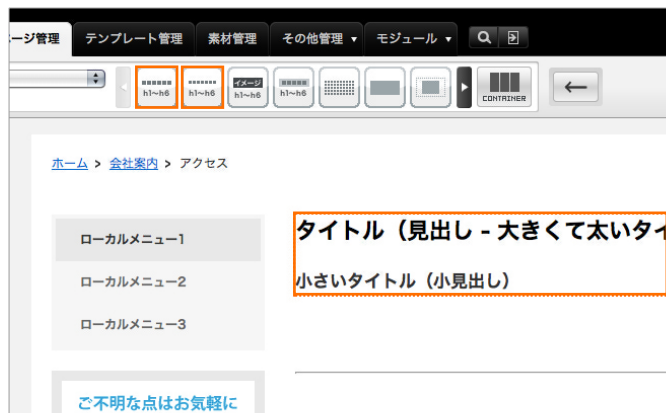 ージ管理 テンプレート管理 素材管理 その他管理 ▼ モジュール ▼
h1~h6 h1~h6 イメージ h1~h6 h1~h6 CONTAINER
ホーム > 会社案内 > アクセス
タイトル（見出し - 大きくて太いタイ
ローカルメニュー1
小さいタイトル（小見出し）
ローカルメニュー2
ローカルメニュー3
ご不明な点はお気軽に